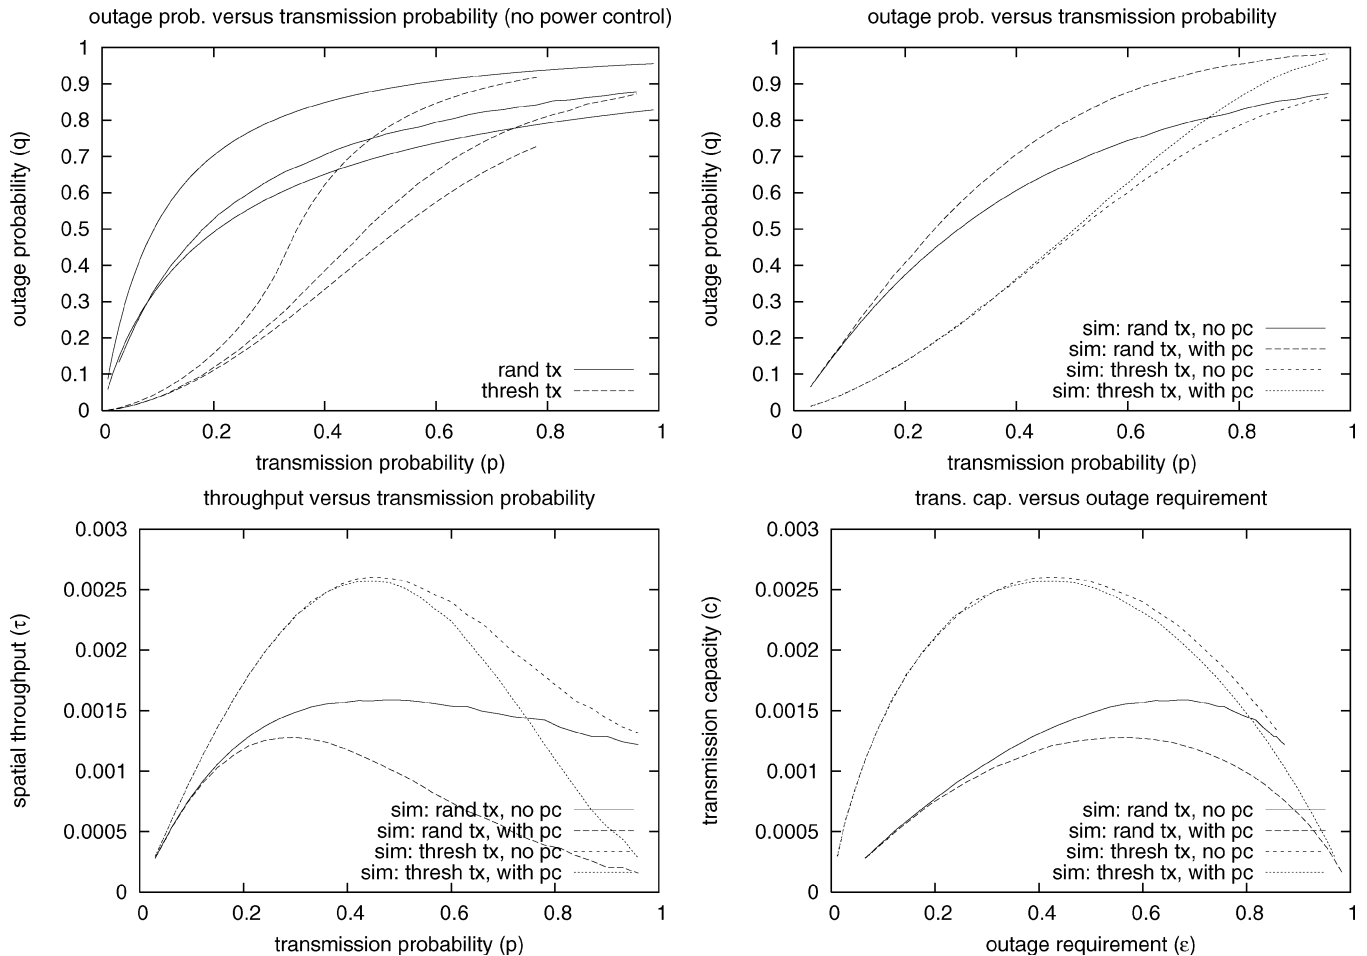 outage prob. versus transmission probability (no power control)
1
0.9
0.8
0.7
0.6
0.5
0.4
0.3
0.2
0.1
0
outage probability (q)
rand tx
thresh tx
0 0.2 0.4 0.6 0.8 1
transmission probability (p)
outage prob. versus transmission probability
1
0.9
0.8
0.7
0.6
0.5
0.4
0.3
0.2
0.1
0
outage probability (q)
sim: rand tx, no pc
sim: rand tx, with pc
sim: thresh tx, no pc
sim: thresh tx, with pc
0 0.2 0.4 0.6 0.8 1
transmission probability (p)
throughput versus transmission probability
0.003
0.0025
0.002
0.0015
0.001
0.0005
0
spatial throughput (τ)
sim: rand tx, no pc
sim: rand tx, with pc
sim: thresh tx, no pc
sim: thresh tx, with pc
0 0.2 0.4 0.6 0.8 1
transmission probability (p)
trans. cap. versus outage requirement
0.003
0.0025
0.002
0.0015
0.001
0.0005
0
transmission capacity (c)
sim: rand tx, no pc
sim: rand tx, with pc
sim: thresh tx, no pc
sim: thresh tx, with pc
0 0.2 0.4 0.6 0.8 1
outage requirement (ε)